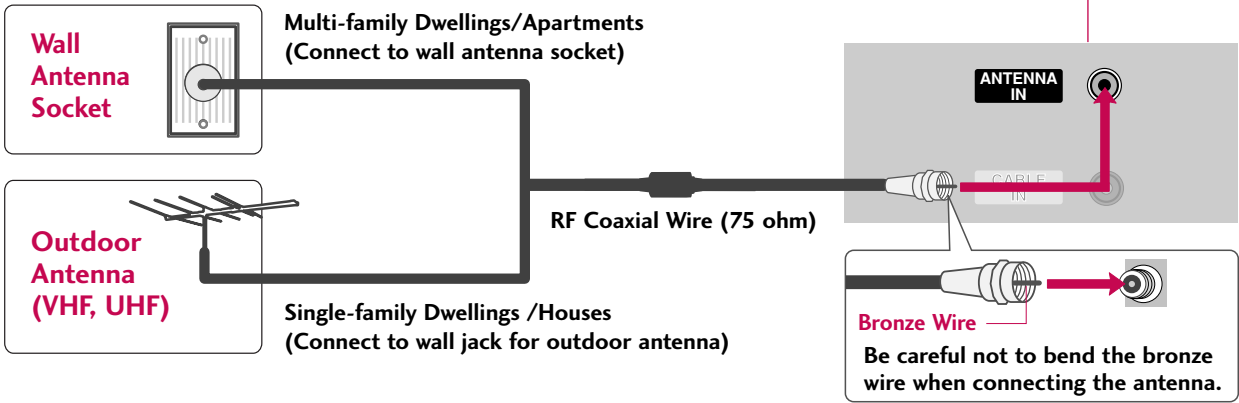 Wall
Antenna
Socket
Multi-family Dwellings/Apartments
(Connect to wall antenna socket)
Outdoor
Antenna
(VHF, UHF)
Single-family Dwellings /Houses
(Connect to wall jack for outdoor antenna)
RF Coaxial Wire (75 ohm)
ANTENNA
IN
CABLE
IN
Bronze Wire
Be careful not to bend the bronze
wire when connecting the antenna.